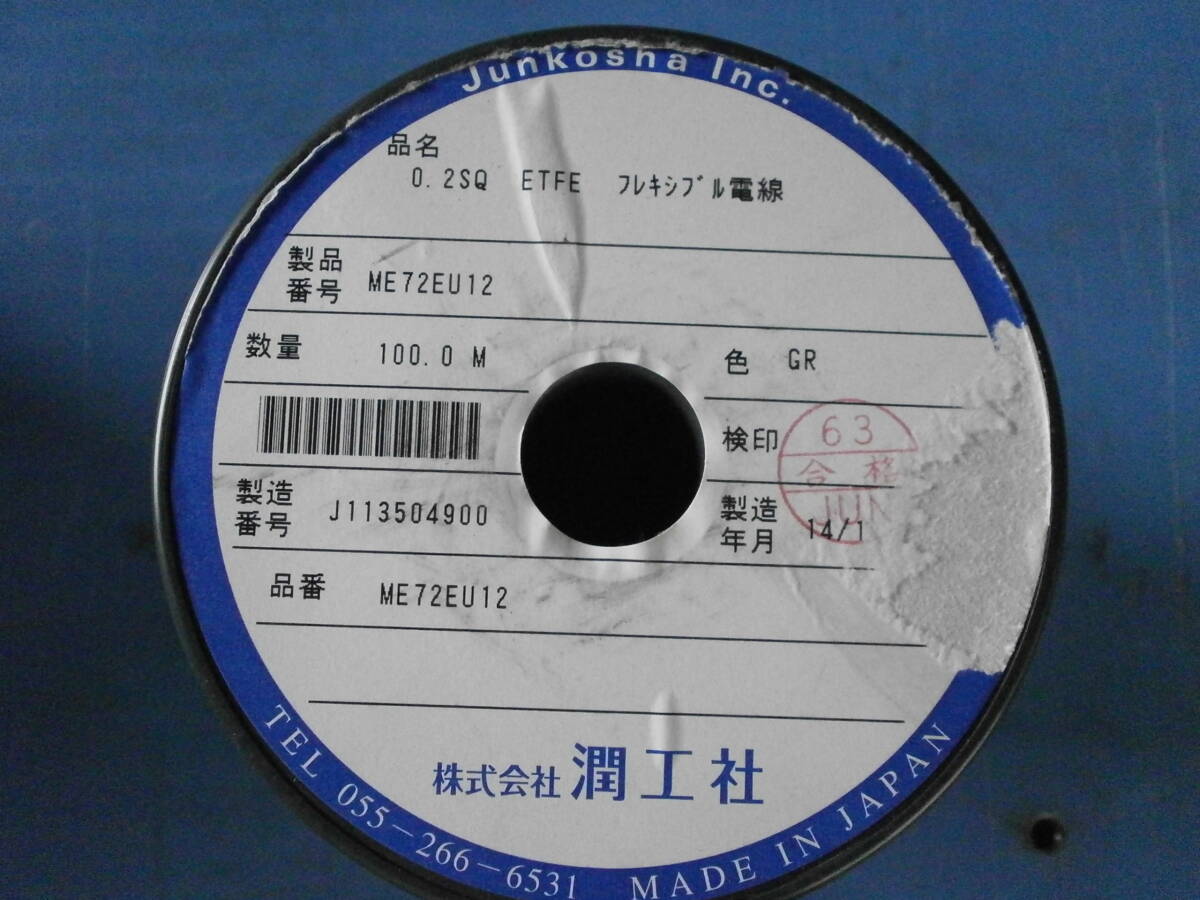 Junkosha Inc.
品名
0.2SQ ETFE ﾌﾚｷｼﾌﾞﾙ電線
製品番号 ME72EU12
数量 100.0 M
色 GR
検印 63
合格
JUN
製造番号 J113504900
製造年月 14/1
品番 ME72EU12
株式会社 潤工社
TEL 055-266-6531 MADE IN JAPAN